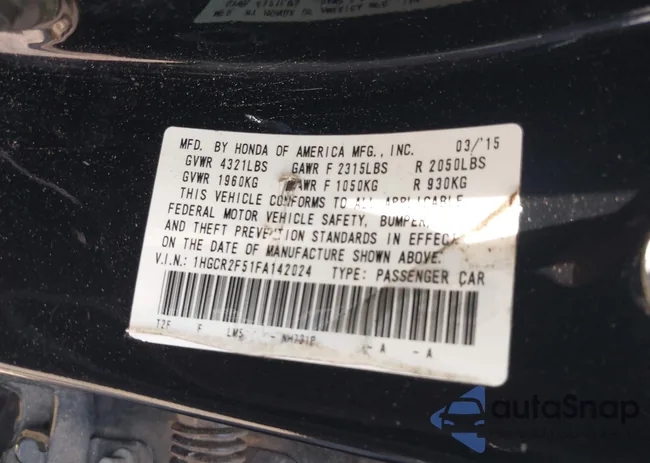 MFD. BY HONDA OF AMERICA MFG., INC. 03/'15
GVWR 4321LBS GAWR F 2315LBS R 2050LBS
GVWR 1960KG GAWR F 1050KG R 930KG
THIS VEHICLE CONFORMS TO ALL APPLICABLE
FEDERAL MOTOR VEHICLE SAFETY, BUMPER,
AND THEFT PREVENTION STANDARDS IN EFFECT
ON THE DATE OF MANUFACTURE SHOWN ABOVE.
V.I.N.: 1HGCR2F51FA142024 TYPE: PASSENGER CAR
T2F F NH731P - A - A
autoSnap